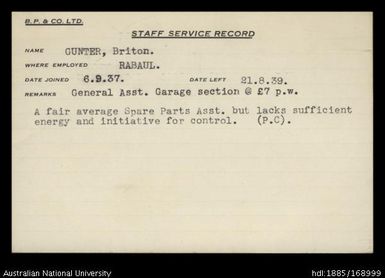 B.P. & CO. LTD.
STAFF SERVICE RECORD
NAME GUNTER, Briton.
WHERE EMPLOYED RABAUL.
DATE JOINED 6.9.37. DATE LEFT 21.8.39.
REMARKS General Asst. Garage section @ £7 p.w.
A fair average Spare Parts Asst. but lacks sufficient
energy and initiative for control. (P.C).
Australian National University
hdl:1885/168999